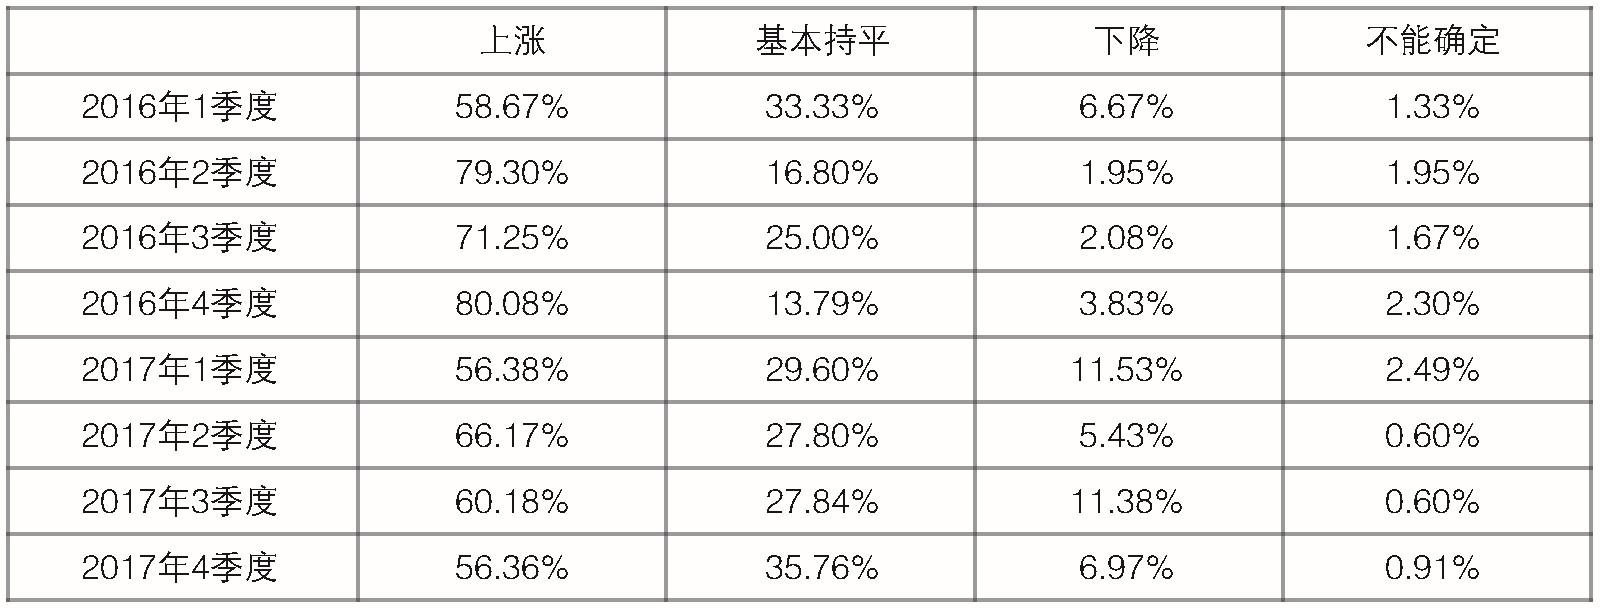 上涨 基本持平 下降 不能确定
2016年1季度 58.67% 33.33% 6.67% 1.33%
2016年2季度 79.30% 16.80% 1.95% 1.95%
2016年3季度 71.25% 25.00% 2.08% 1.67%
2016年4季度 80.08% 13.79% 3.83% 2.30%
2017年1季度 56.38% 29.60% 11.53% 2.49%
2017年2季度 66.17% 27.80% 5.43% 0.60%
2017年3季度 60.18% 27.84% 11.38% 0.60%
2017年4季度 56.36% 35.76% 6.97% 0.91%